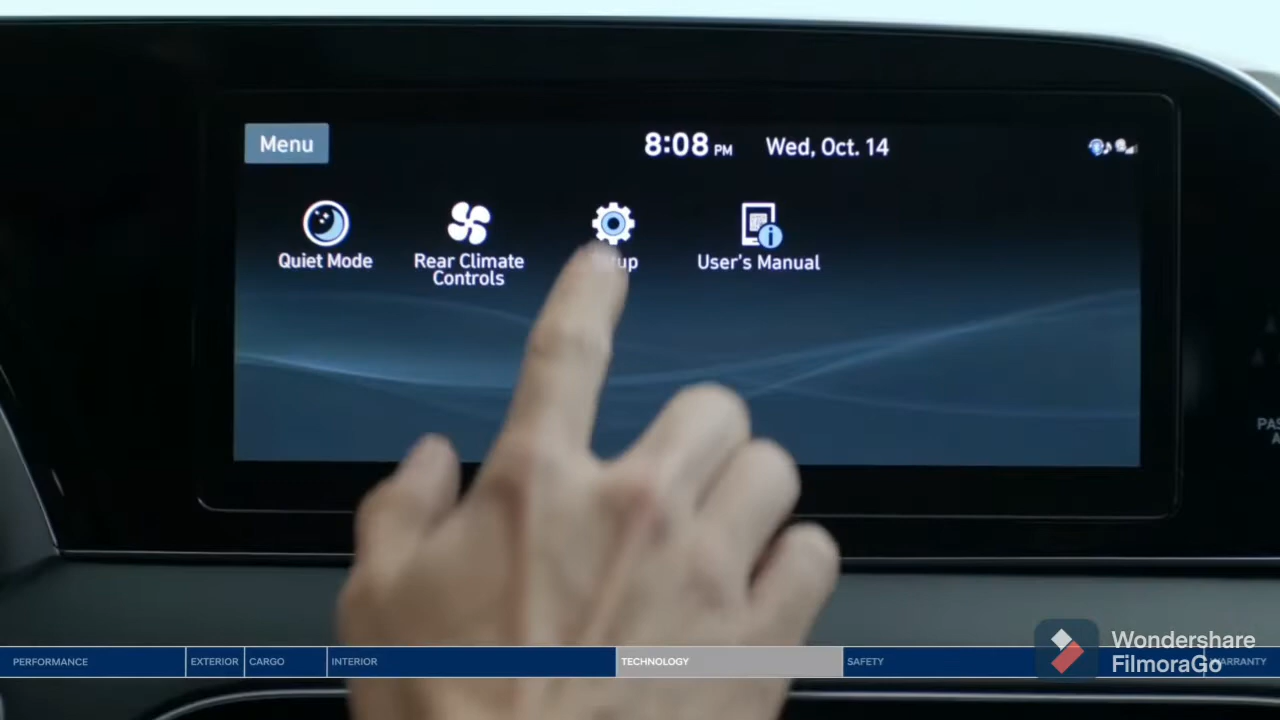 Menu
8:08 PM Wed, Oct. 14
Quiet Mode
Rear Climate
Controls
User's Manual
PERFORMANCE
EXTERIOR
CARGO
INTERIOR
TECHNOLOGY
SAFETY
WARRANTY
Wondershare
FilmoraGo